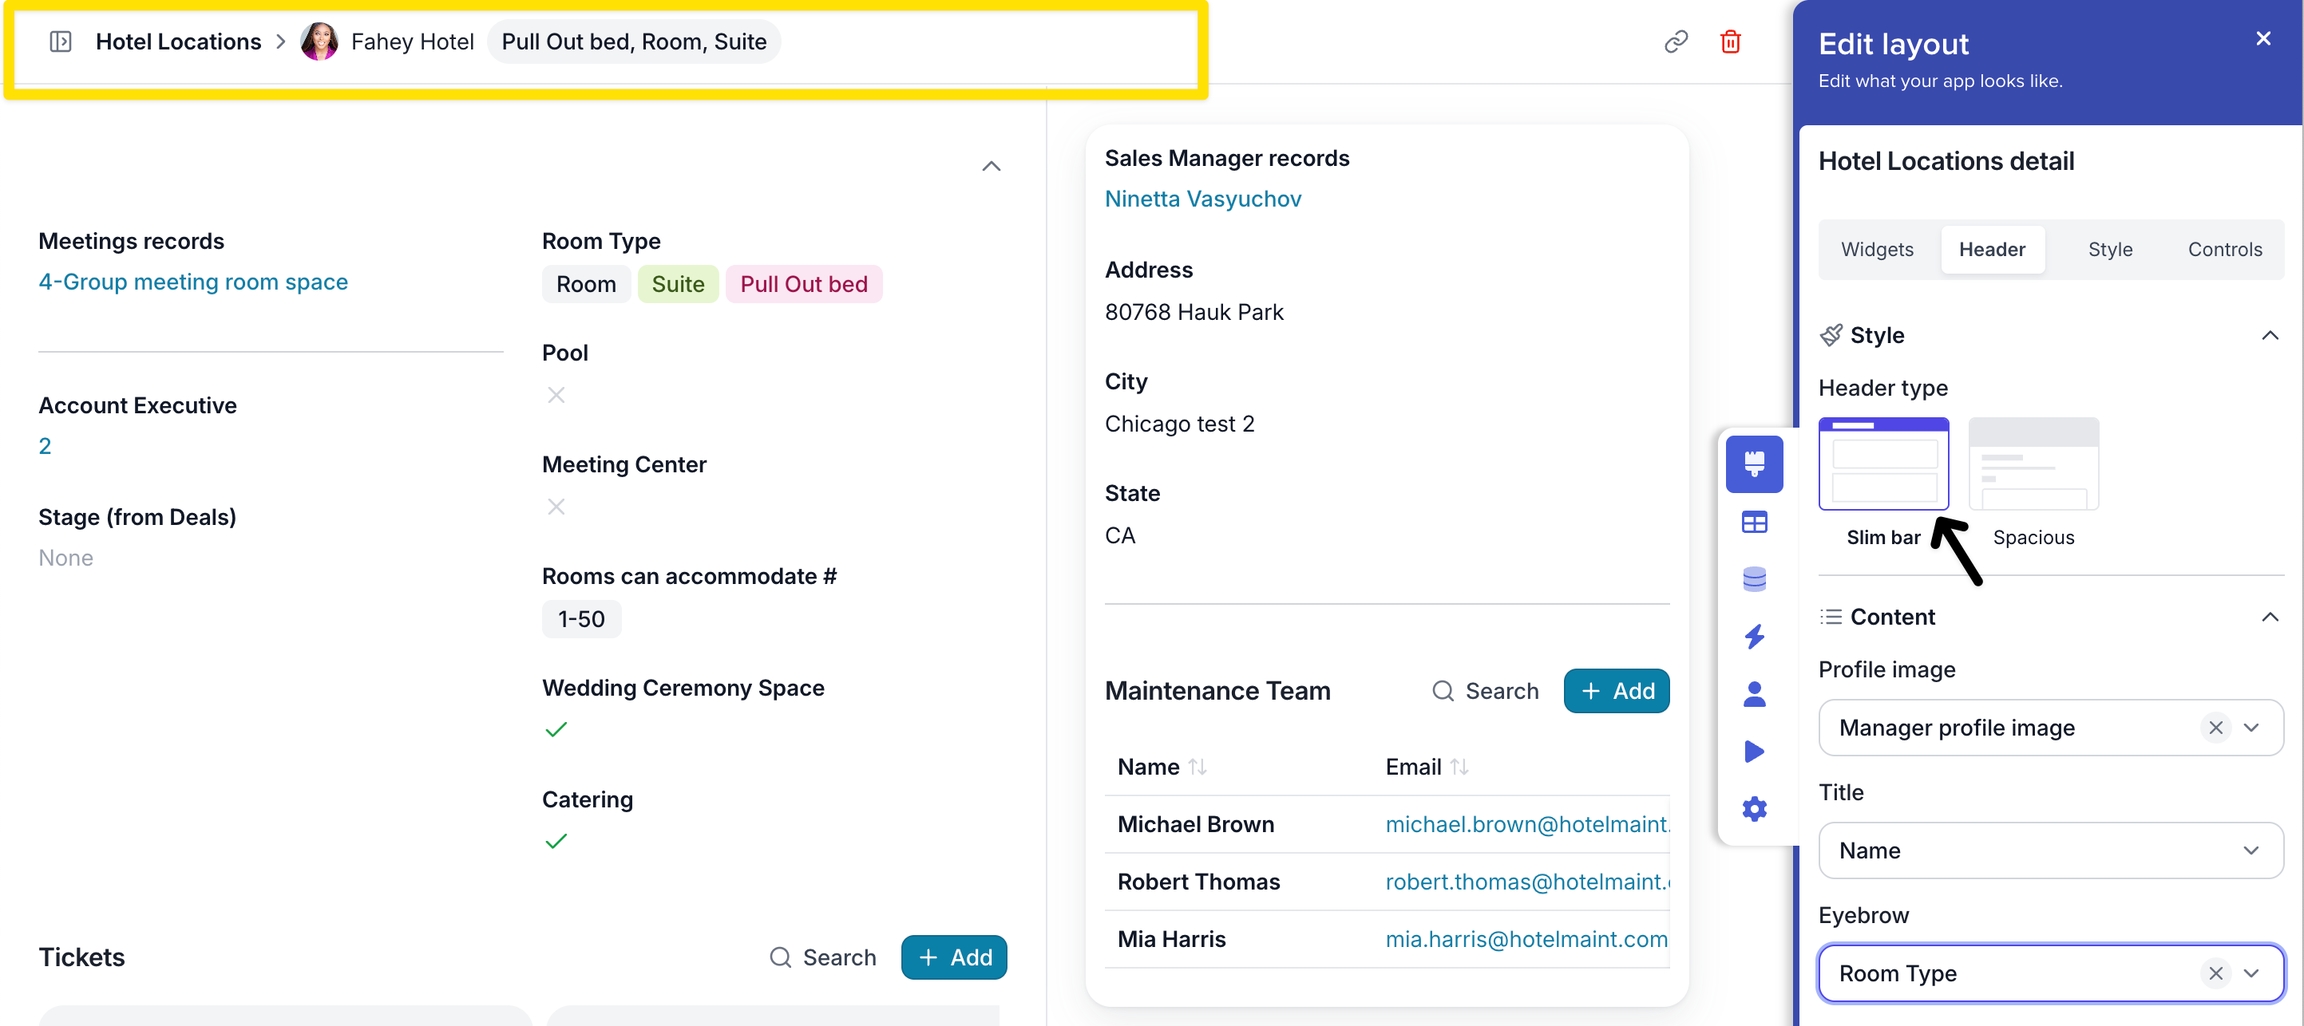 Hotel Locations > Fahey Hotel Pull Out bed, Room, Suite
Meetings records
4-Group meeting room space
Account Executive
2
Stage (from Deals)
None
Room Type
Room Suite Pull Out bed
Pool
Meeting Center
Rooms can accommodate #
1-50
Wedding Ceremony Space
Catering
Tickets Search + Add
Sales Manager records
Ninetta Vasyuchov
Address
80768 Hauk Park
City
Chicago test 2
State
CA
Maintenance Team Search + Add
Name Email
Michael Brown michael.brown@hotelmaint.
Robert Thomas robert.thomas@hotelmaint.
Mia Harris mia.harris@hotelmaint.com
Edit layout
Edit what your app looks like.
Hotel Locations detail
Widgets Header Style Controls
Style
Header type
Slim bar Spacious
Content
Profile image
Manager profile image
Title
Name
Eyebrow
Room Type